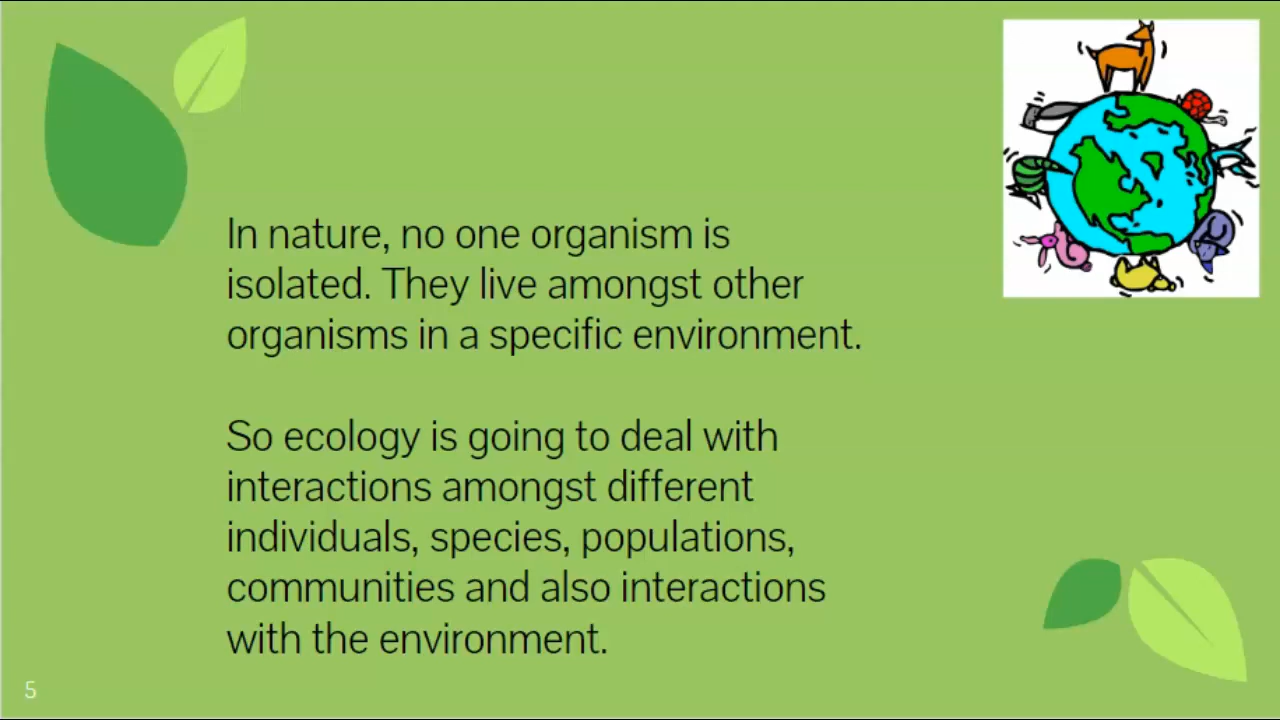 In nature, no one organism is
isolated. They live amongst other
organisms in a specific environment.
So ecology is going to deal with
interactions amongst different
individuals, species, populations,
communities and also interactions
with the environment.
5